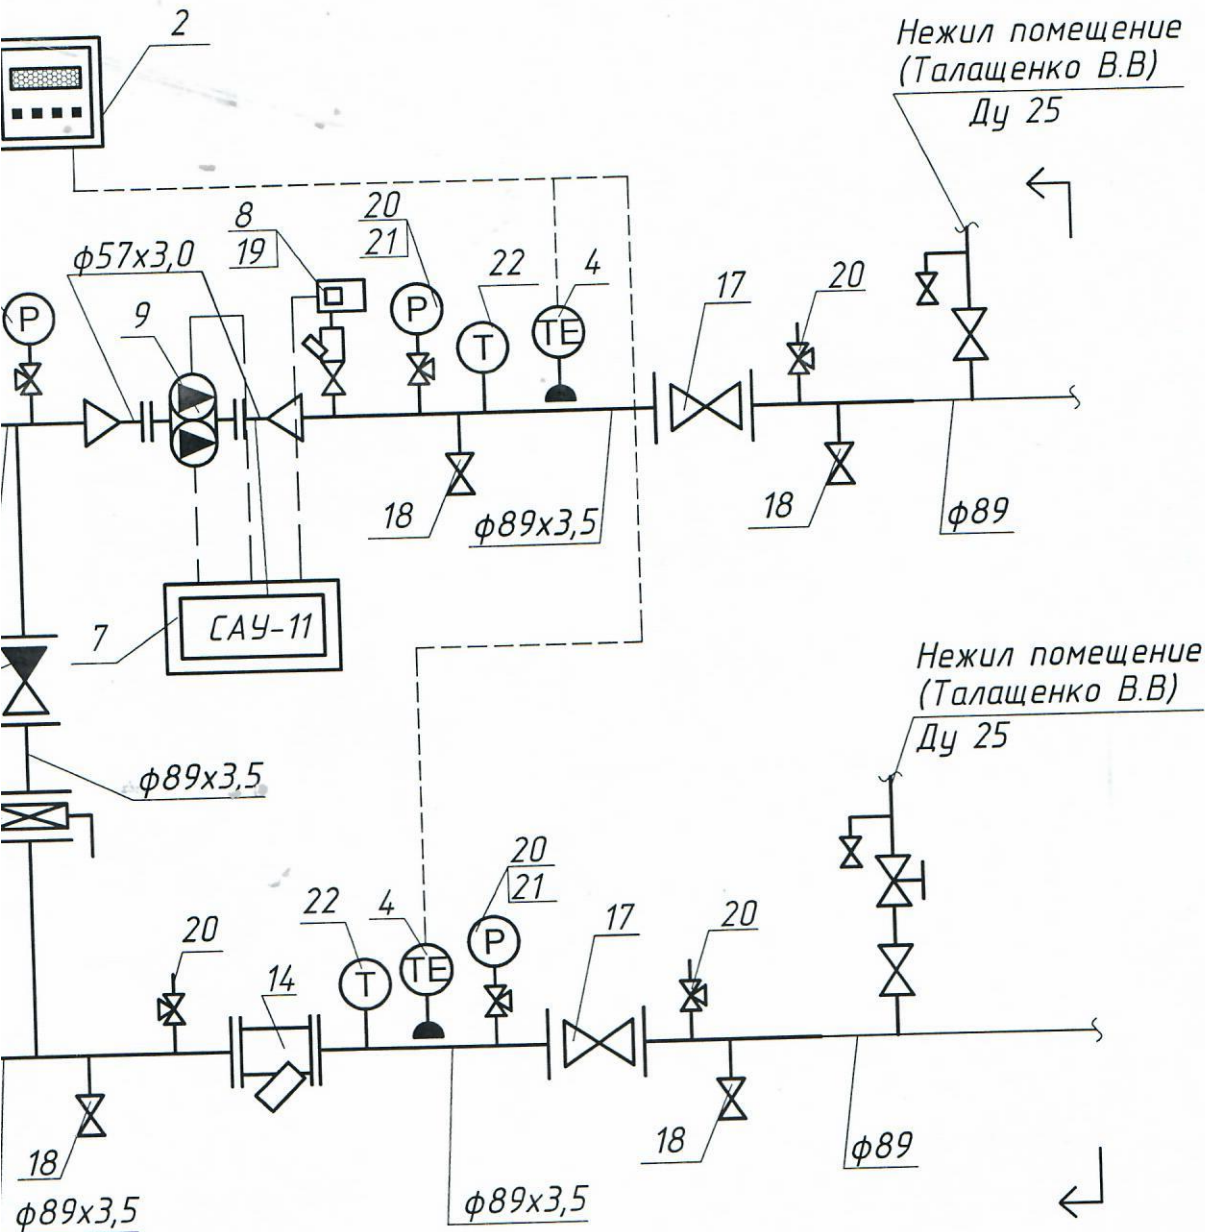 2
Нежил помещение
(Талащенко В.В)
Ду 25
8
19
20
21
22
4
17
20
ф57х3,0
9
P
P
T
TE
18
ф89х3,5
18
ф89
7
САУ-11
Нежил помещение
(Талащенко В.В)
Ду 25
ф89х3,5
20
14
22
4
20
21
17
20
T
TE
P
18
ф89х3,5
ф89х3,5
18
ф89